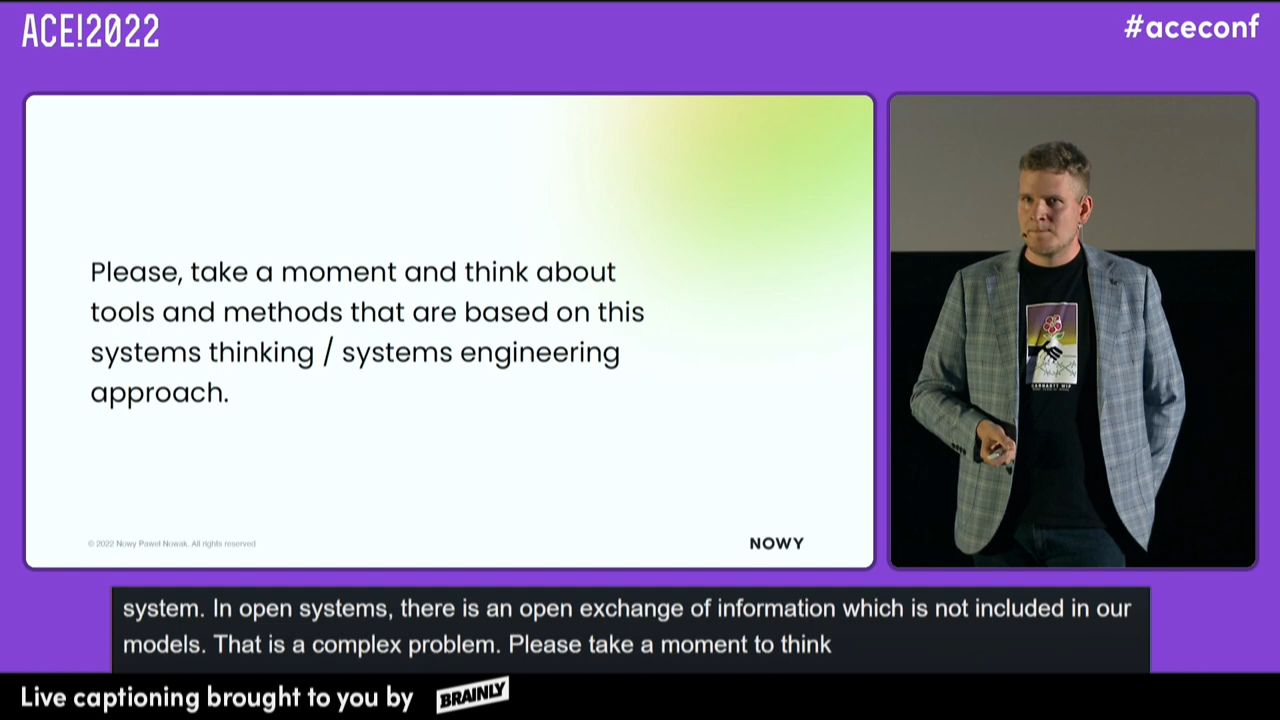 ACE!2022
#aceconf
Please, take a moment and think about
tools and methods that are based on this
systems thinking / systems engineering
approach.
© 2022 Nowy Paweł Nowak. All rights reserved
NOWY
CARHARTT WIP
system. In open systems, there is an open exchange of information which is not included in our
models. That is a complex problem. Please take a moment to think
Live captioning brought to you by
BRAINLY